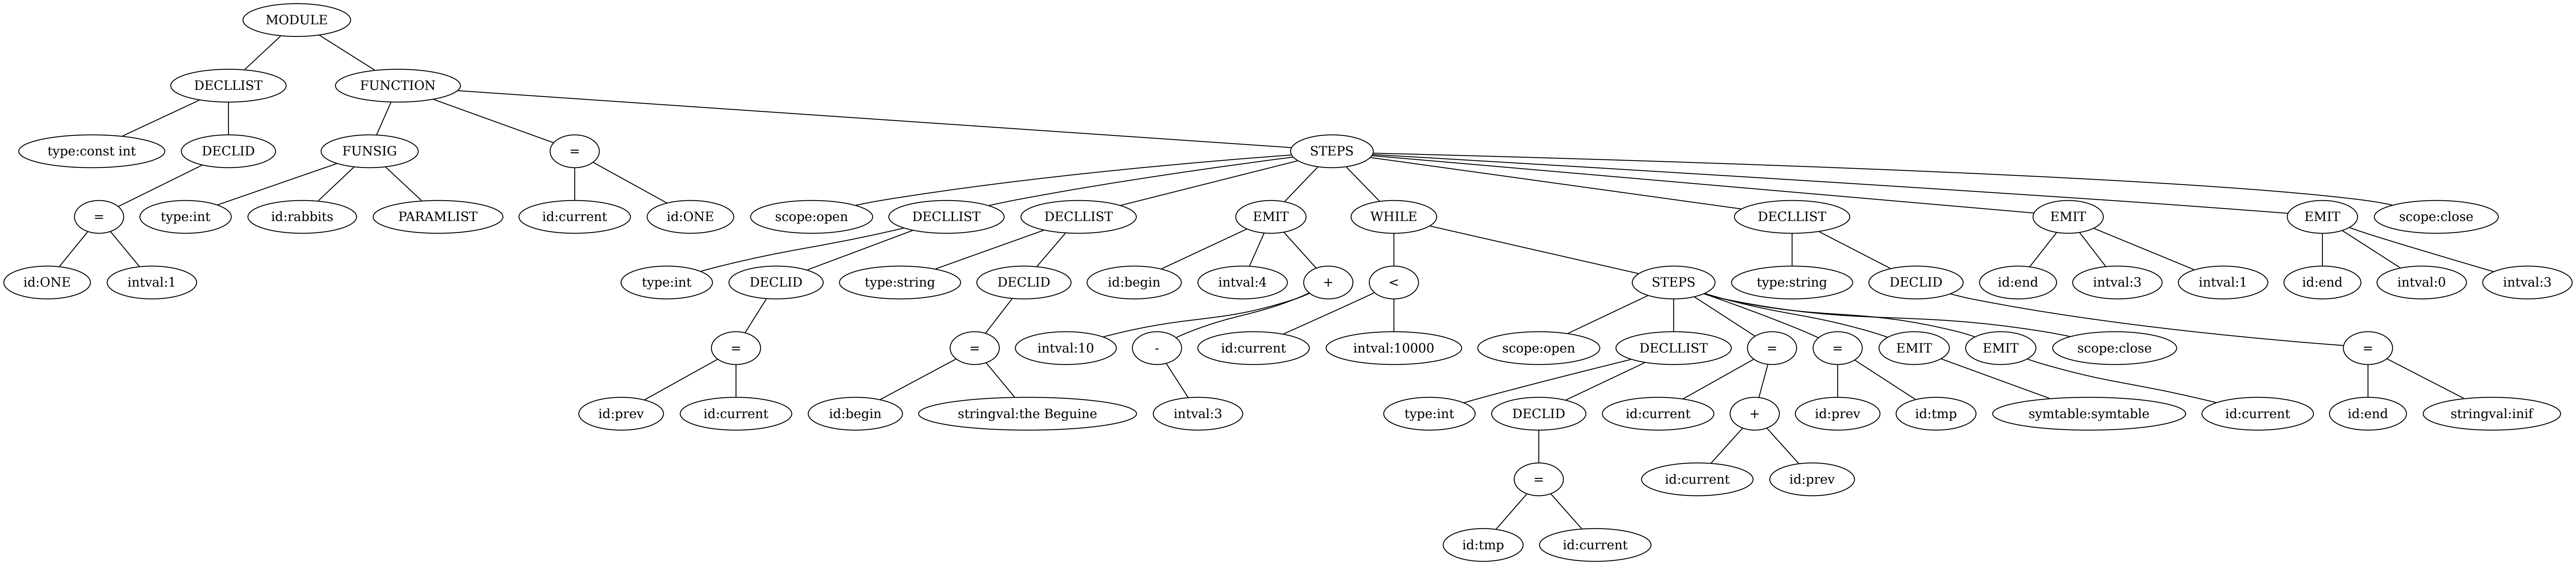 MODULE
DECLLIST FUNCTION
type:const int DECLID FUNSIG = STEPS
= type:int id:rabbits PARAMLIST id:current id:ONE scope:open DECLLIST DECLLIST EMIT WHILE DECLLIST EMIT EMIT scope:close
id:ONE intval:1 type:int DECLID type:string DECLID id:begin intval:4 + < STEPS type:string DECLID id:end intval:3 intval:1 id:end intval:0 intval:3
= = intval:10 - id:current intval:10000 scope:open DECLLIST = = EMIT EMIT scope:close =
id:prev id:current id:begin stringval:the Beguine intval:3 type:int DECLID id:current + id:prev id:tmp symtable:symtable id:current id:end stringval:inif
= id:current id:prev
id:tmp id:current